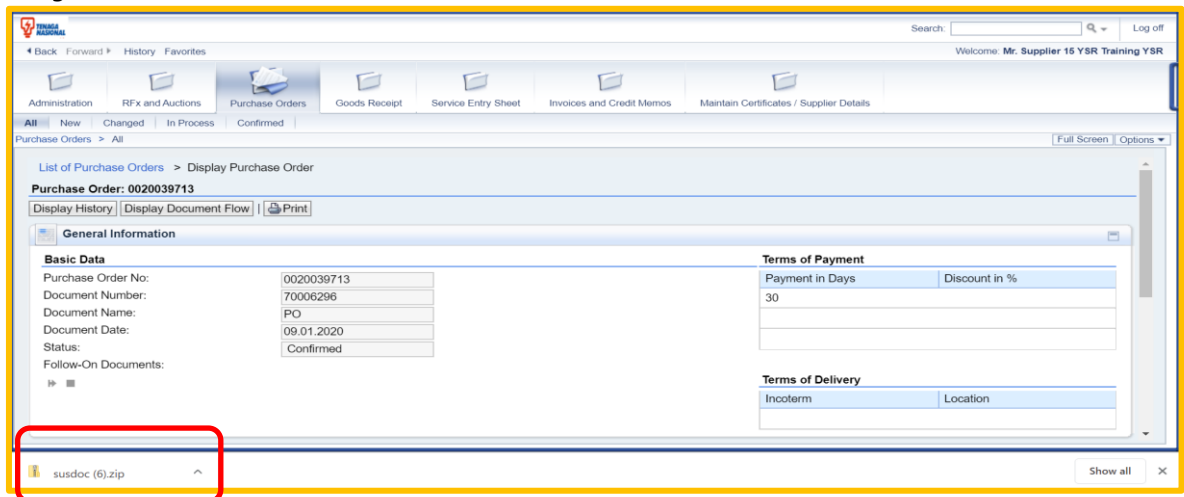 TENAGA NASIONAL
Search:
Log off
Back Forward History Favorites
Welcome: Mr. Supplier 15 YSR Training YSR
Administration RFx and Auctions Purchase Orders Goods Receipt Service Entry Sheet Invoices and Credit Memos Maintain Certificates / Supplier Details
All New Changed In Process Confirmed
Purchase Orders > All
Full Screen Options
List of Purchase Orders > Display Purchase Order
Purchase Order: 0020039713
Display History Display Document Flow | Print
General Information
Basic Data
Purchase Order No: 0020039713
Document Number: 70006296
Document Name: PO
Document Date: 09.01.2020
Status: Confirmed
Follow-On Documents:
Terms of Payment
Payment in Days Discount in %
30
Terms of Delivery
Incoterm Location
susdoc (6).zip
Show all